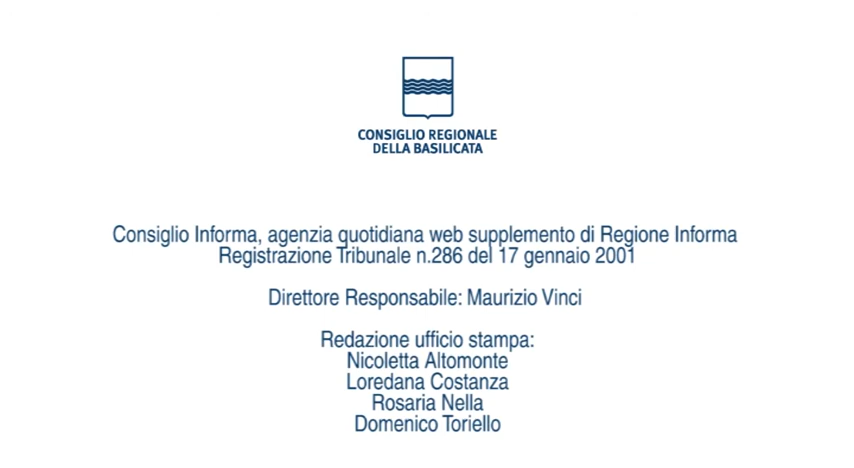 CONSIGLIO REGIONALE
DELLA BASILICATA
Consiglio Informa, agenzia quotidiana web supplemento di Regione Informa
Registrazione Tribunale n.286 del 17 gennaio 2001
Direttore Responsabile: Maurizio Vinci
Redazione ufficio stampa:
Nicoletta Altomonte
Loredana Costanza
Rosaria Nella
Domenico Toriello